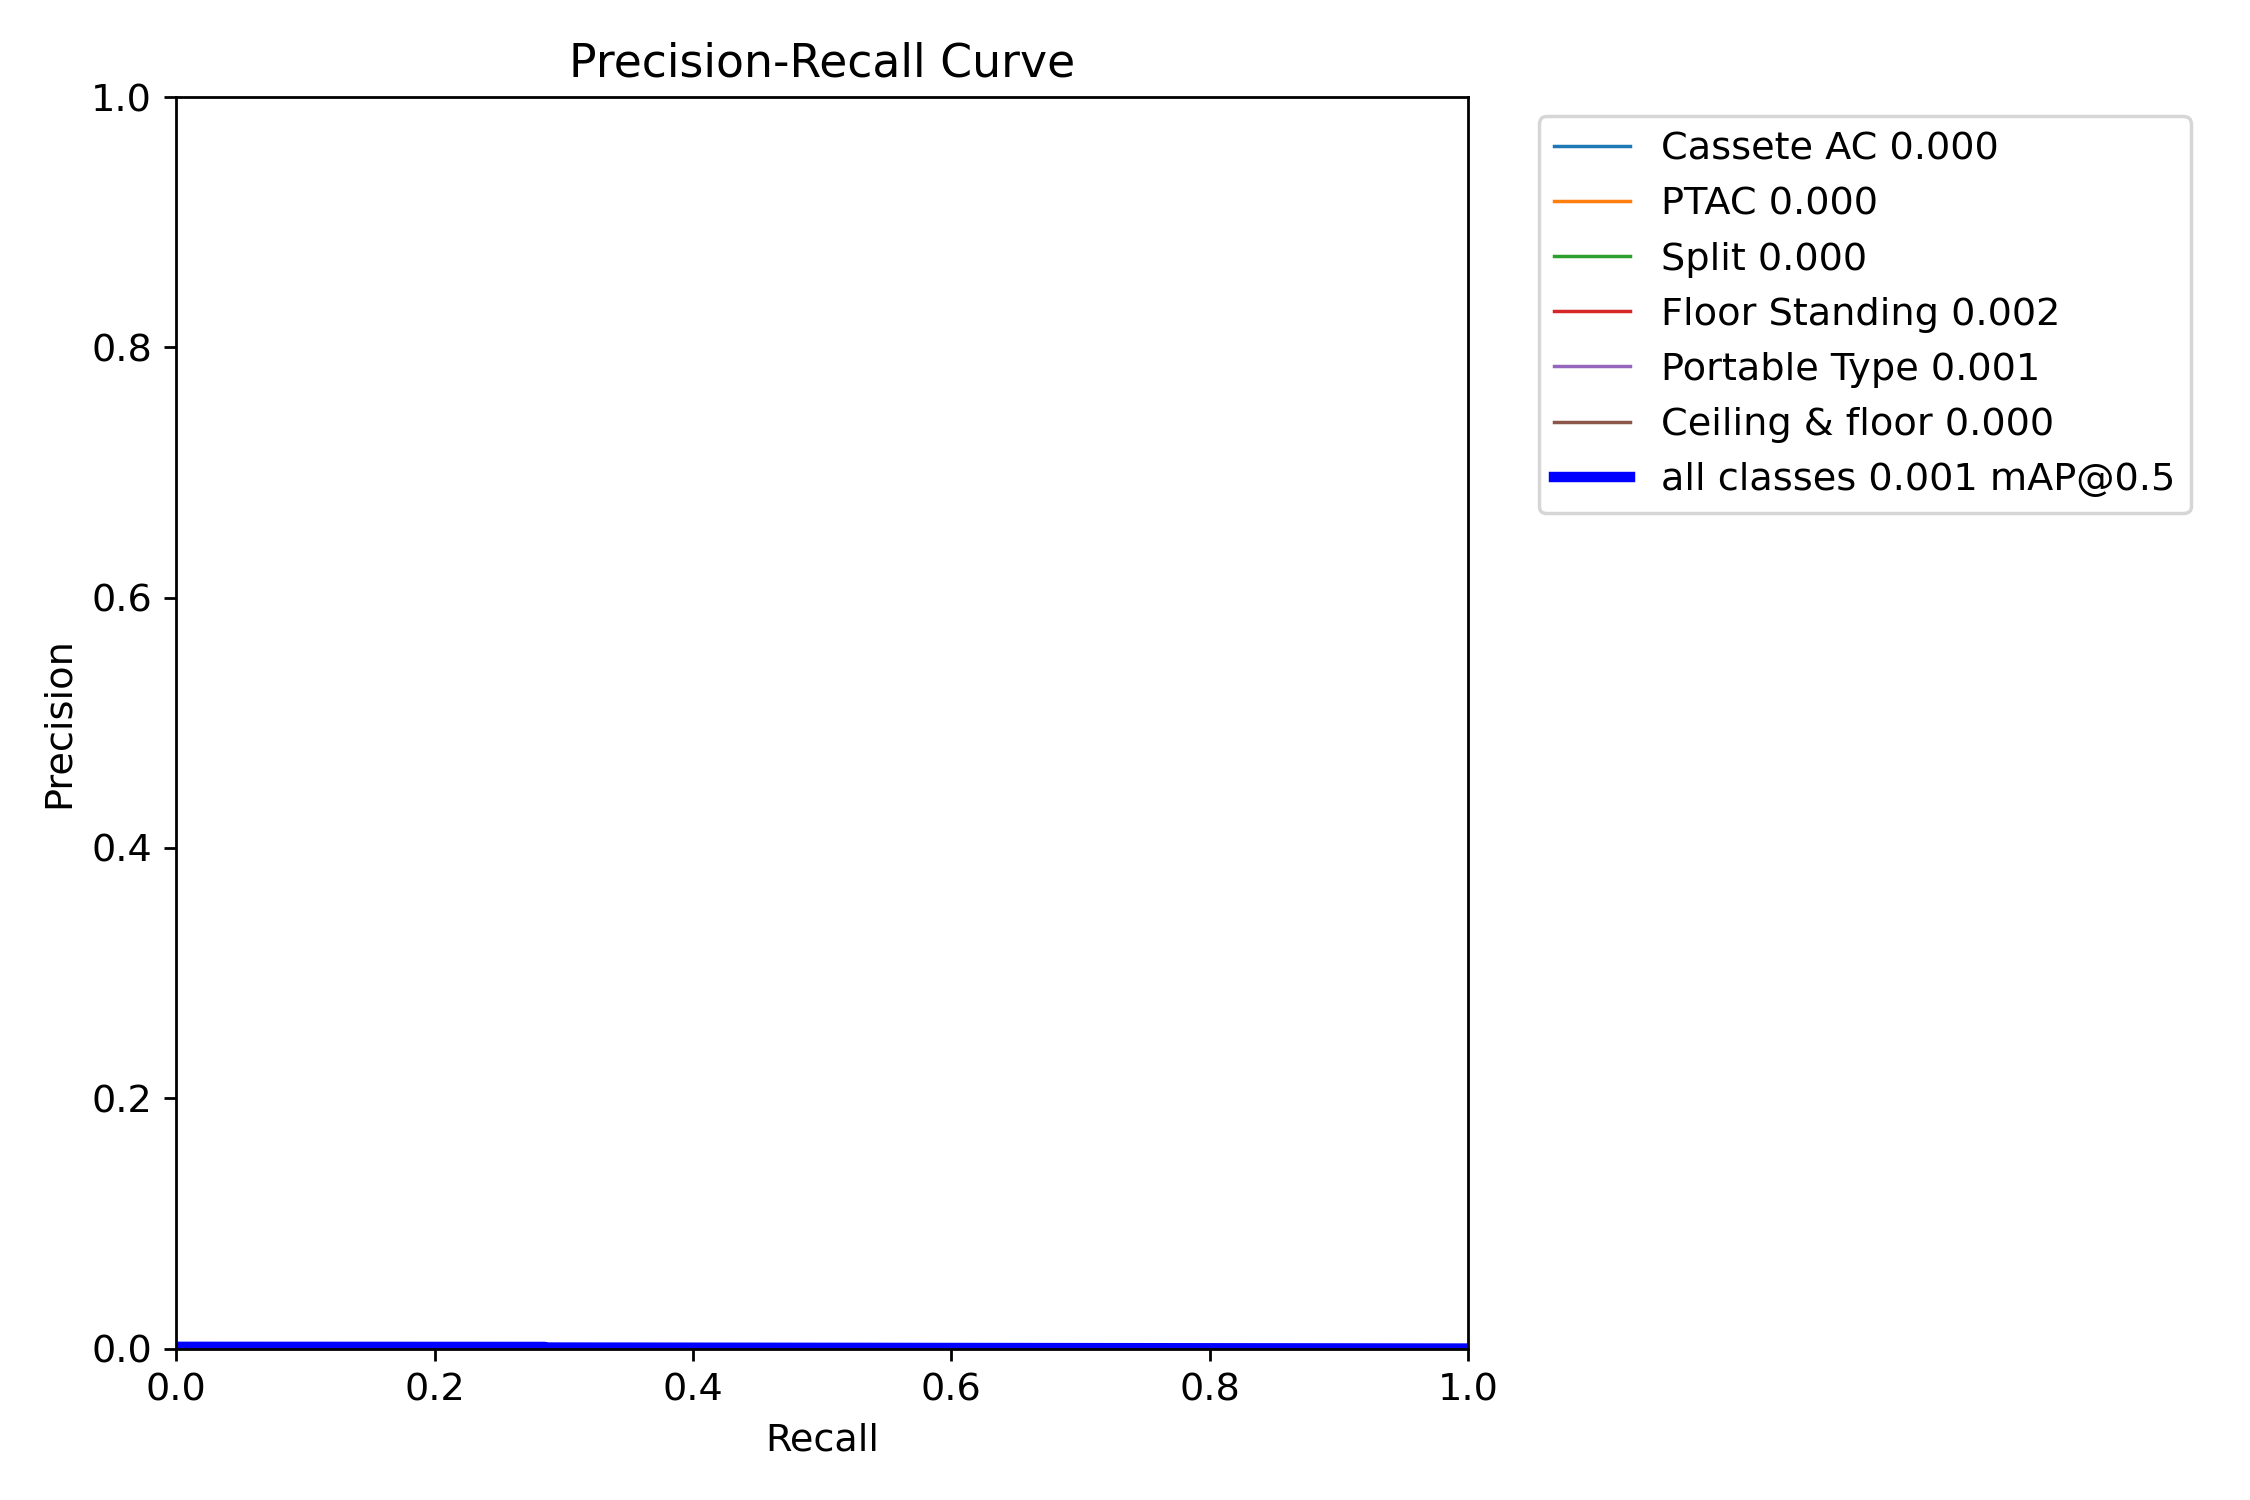 Precision-Recall Curve
1.0
0.8
0.6
0.4
0.2
0.0
Precision
0.0 0.2 0.4 0.6 0.8 1.0
Recall
Cassete AC 0.000
PTAC 0.000
Split 0.000
Floor Standing 0.002
Portable Type 0.001
Ceiling & floor 0.000
all classes 0.001 mAP@0.5